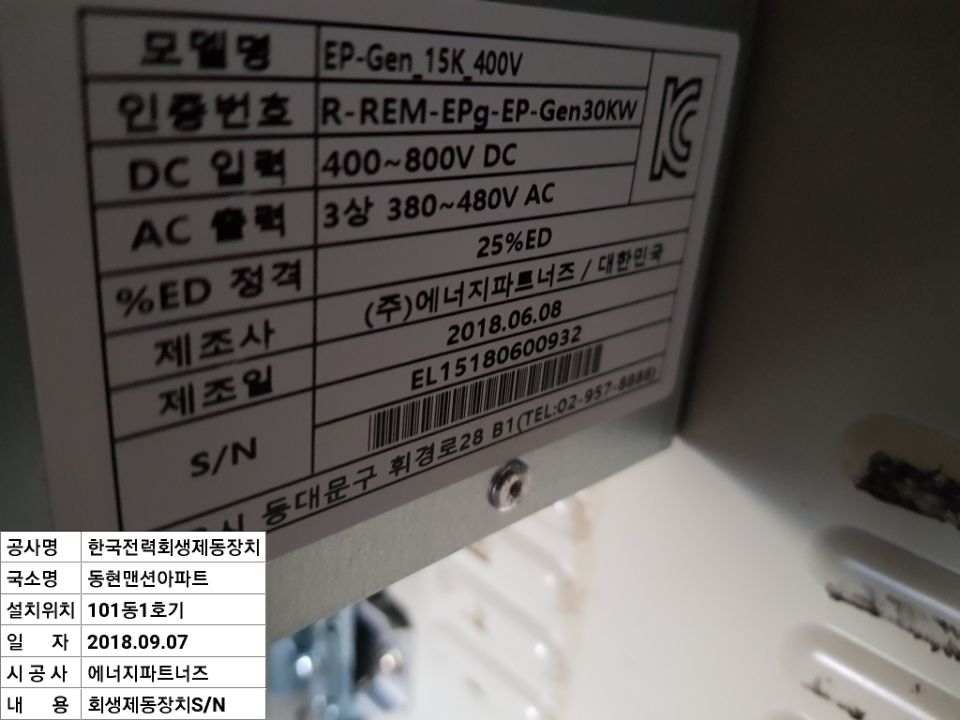 모델명 EP-Gen_15K_400V
인증번호 R-REM-EPg-EP-Gen30KW
DC 입력 400~800V DC
AC 출력 3상 380~480V AC
%ED 정격 25%ED
제조사 (주)에너지파트너즈 / 대한민국
제조일 2018.06.08
S/N EL15180600932
동대문구 휘경로28 B1(TEL:02-957-8888)
공사명 한국전력회생제동장치
국소명 동현맨션아파트
설치위치 101동1호기
일 자 2018.09.07
시공사 에너지파트너즈
내 용 회생제동장치S/N